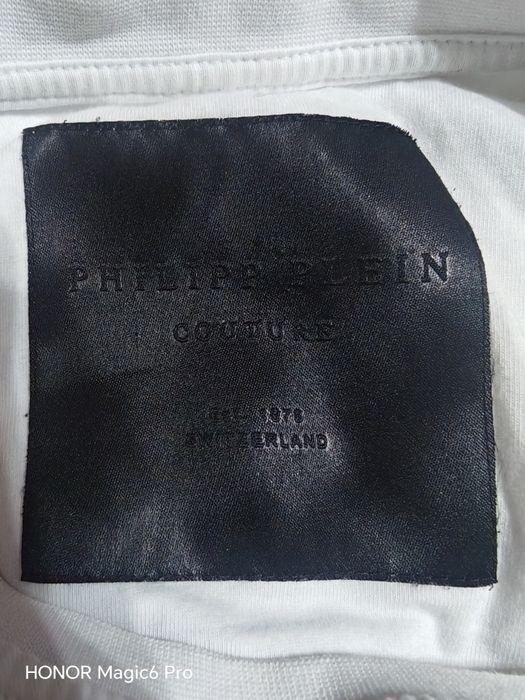 PHILIPP PLEIN
COUTURE
EST. 1978
SWITZERLAND
HONOR Magic6 Pro